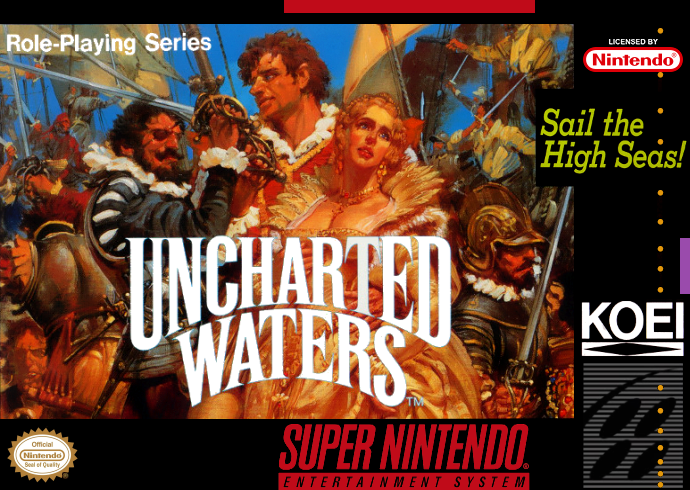 Role-Playing Series
LICENSED BY
Nintendo®
Sail the
High Seas!
UNCHARTED
WATERS
TM
KOEI
Official
Nintendo
Seal of Quality
SUPER NINTENDO®
ENTERTAINMENT SYSTEM